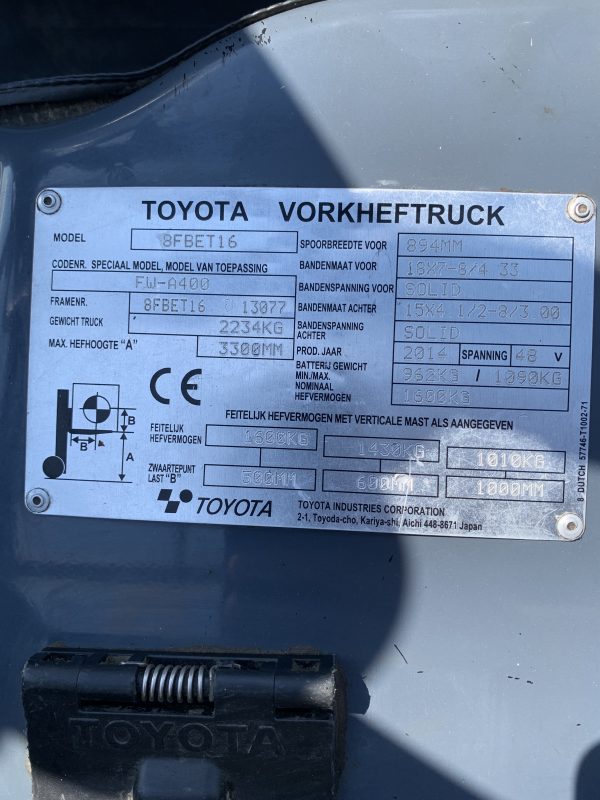 TOYOTA VORKHEFTRUCK
MODEL 8FBET16
SPOORBREEDTE VOOR 894MM
BANDENMAAT VOOR 18X7-8/4.33
CODENR. SPECIAAL MODEL, MODEL VAN TOEPASSING
FW-A400
BANDENSPANNING VOOR SOLID
FRAMENR. 8FBET16 13077
BANDENMAAT ACHTER 15X4.1/2-8/3.00
GEWICHT TRUCK 2234KG
BANDENSPANNING ACHTER SOLID
MAX. HEFHOOGTE "A" 3300MM
PROD. JAAR 2014 SPANNING 48 V
BATTERIJ GEWICHT
MIN./MAX. 962KG / 1090KG
NOMINAAL
HEFVERMOGEN 1600KG
CE
B
B
A
FEITELIJK HEFVERMOGEN MET VERTICALE MAST ALS AANGEGEVEN
FEITELIJK
HEFVERMOGEN 1600KG 1430KG 1010KG
ZWAARTEPUNT
LAST "B" 500MM 600MM 1000MM
TOYOTA
TOYOTA INDUSTRIES CORPORATION
2-1, Toyoda-cho, Kariya-shi, Aichi 448-8671 Japan
8 DUTCH 57746-T1002-71
TOYOTA